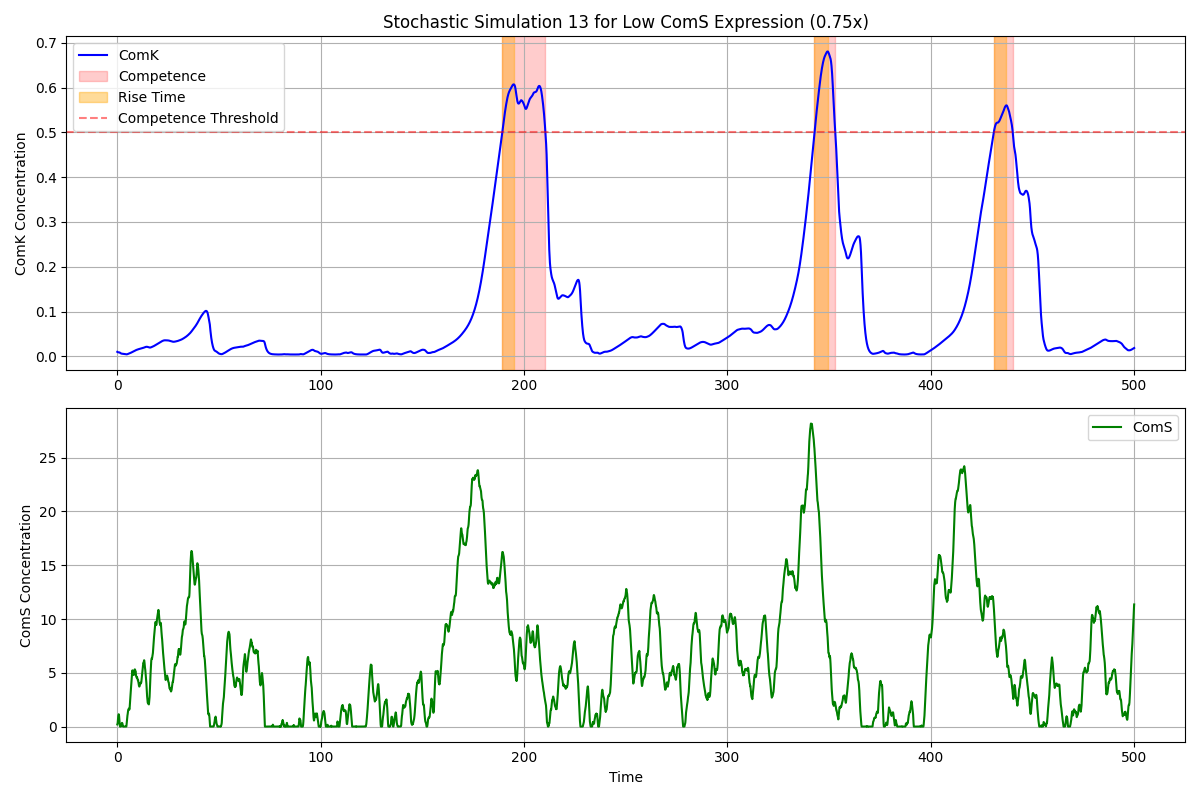 Stochastic Simulation 13 for Low ComS Expression (0.75x)
0.7
0.6
0.5
0.4
0.3
0.2
0.1
0.0
ComK Concentration
ComK
Competence
Rise Time
Competence Threshold
0 100 200 300 400 500
25
20
15
10
5
0
ComS Concentration
ComS
0 100 200 300 400 500
Time